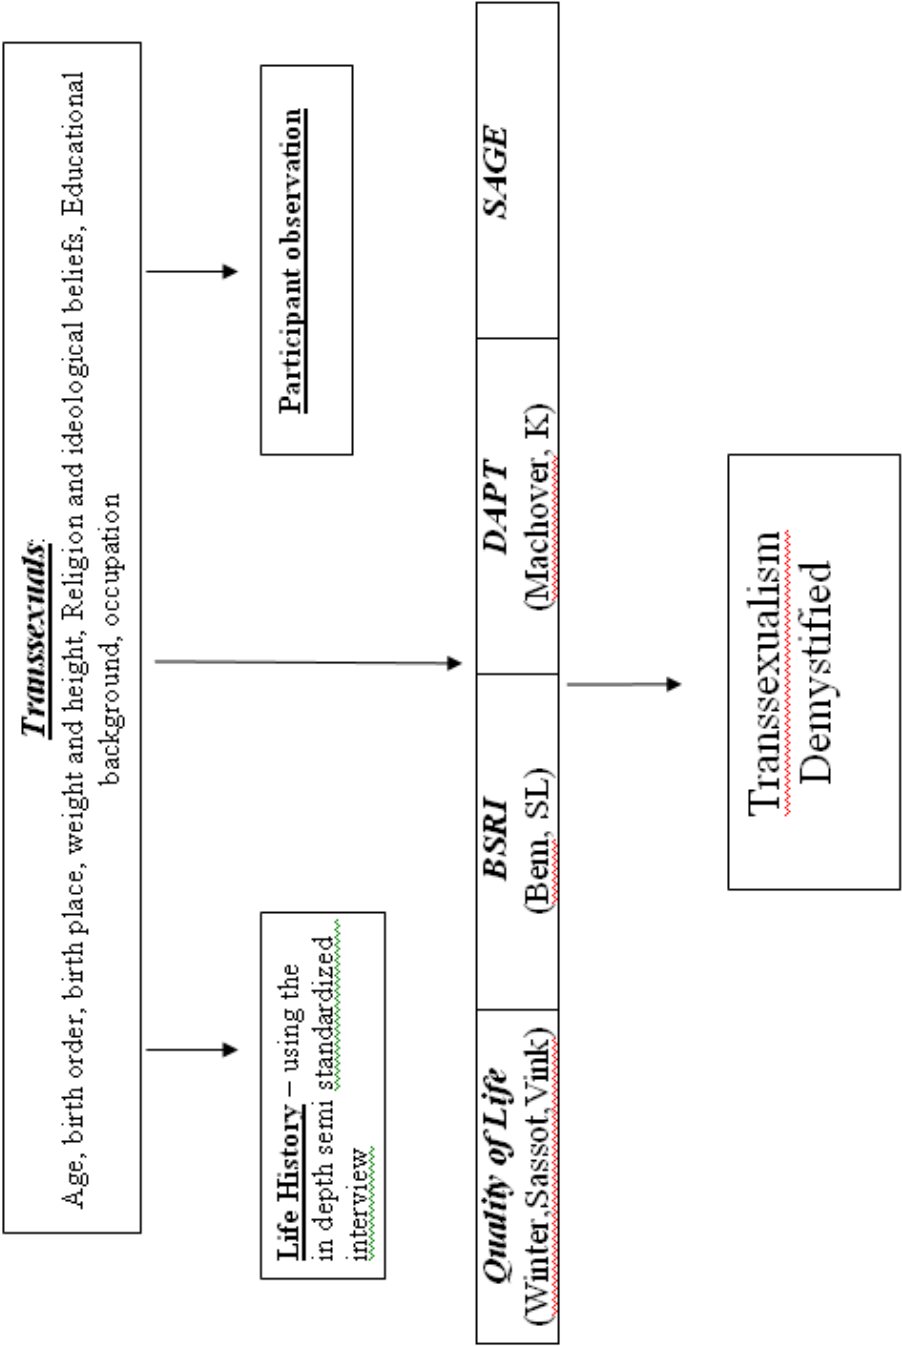 Transsexuals:
Age, birth order, birth place, weight and height, Religion and ideological beliefs, Educational
background, occupation
Life History – using the
in depth semi standardized
interview
Participant observation
Quality of Life
(Winter,Sassot,Vink)
BSRI
(Bem, SL)
DAPT
(Machover, K)
SAGE
Transsexualism
Demystified